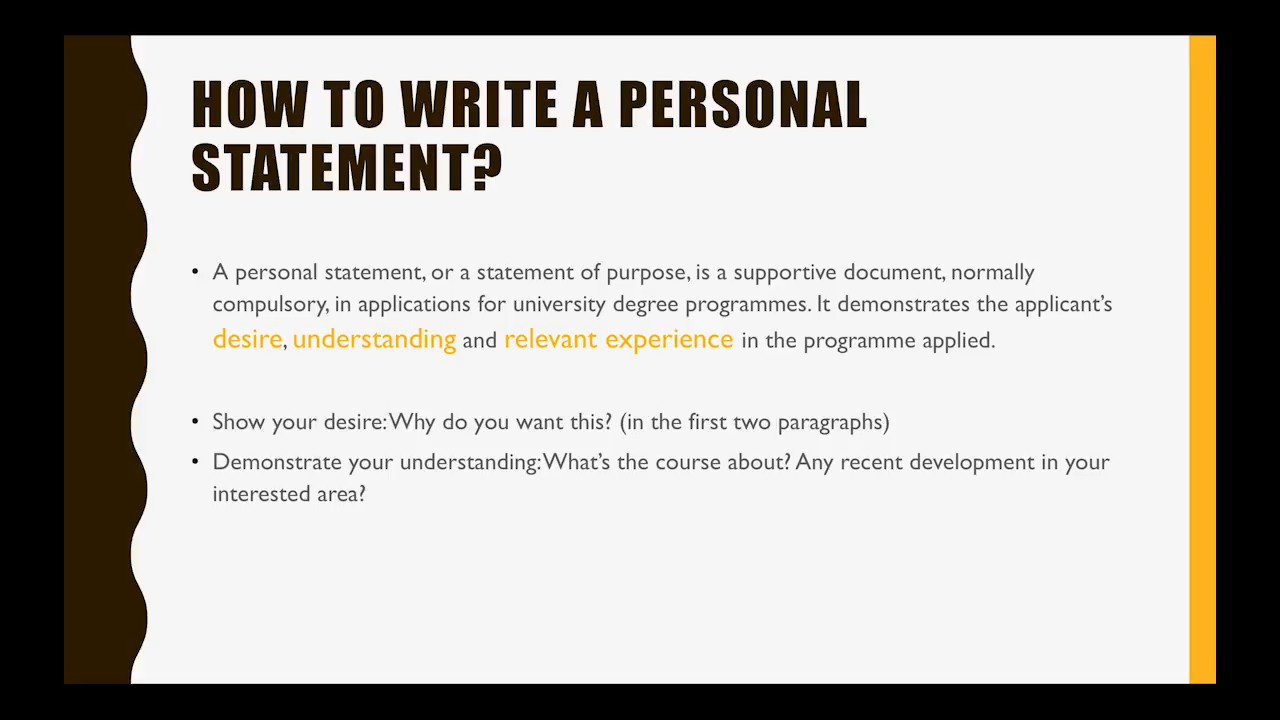 HOW TO WRITE A PERSONAL
STATEMENT?
• A personal statement, or a statement of purpose, is a supportive document, normally
compulsory, in applications for university degree programmes. It demonstrates the applicant’s
desire, understanding and relevant experience in the programme applied.
• Show your desire: Why do you want this? (in the first two paragraphs)
• Demonstrate your understanding: What’s the course about? Any recent development in your
interested area?